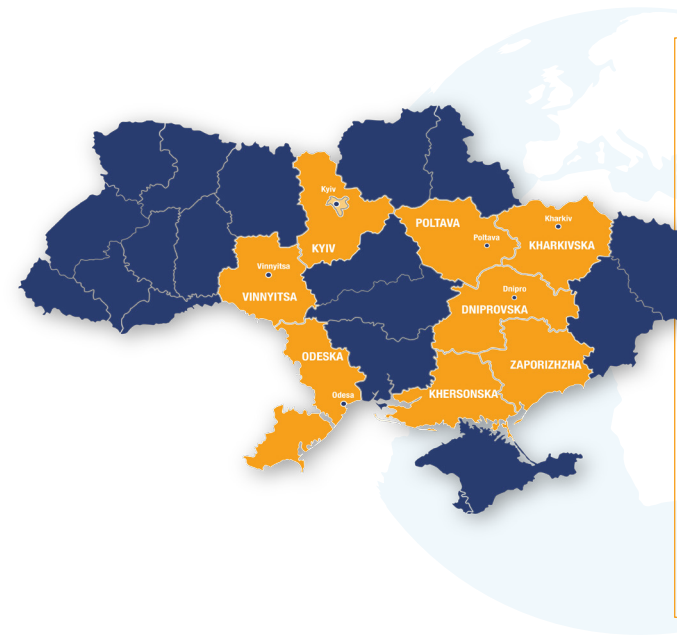 Kyiv
KYIV
POLTAVA
Poltava
Kharkiv
KHARKIVSKA
Vinnyitsa
VINNYITSA
Dnipro
DNIPROVSKA
ODESKA
ZAPORIZHZHA
Odesa
KHERSONSKA